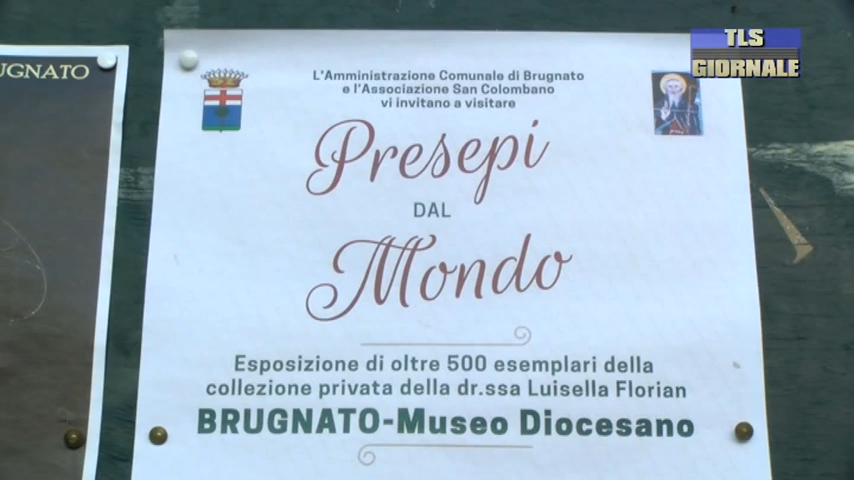 UGNATO
TLS
GIORNALE
L'Amministrazione Comunale di Brugnato
e l'Associazione San Colombano
vi invitano a visitare
Presepi
DAL
Mondo
Esposizione di oltre 500 esemplari della
collezione privata della dr.ssa Luisella Florian
BRUGNATO-Museo Diocesano